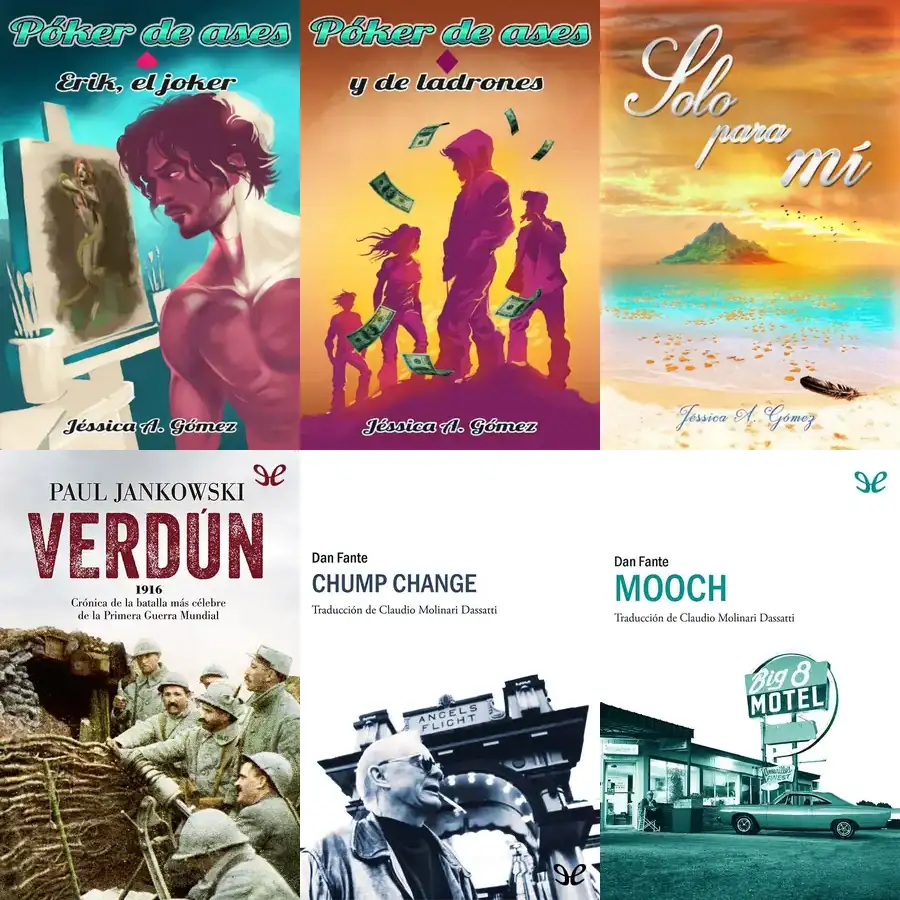 Póker de ases
Erik, el joker
Jéssica A. Gómez
Póker de ases
y de ladrones
Jéssica A. Gómez
Solo
para
mí
Jéssica A. Gómez
PAUL JANKOWSKI
VERDÚN
1916
Crónica de la batalla más célebre
de la Primera Guerra Mundial
Dan Fante
CHUMP CHANGE
Traducción de Claudio Molinari Dassatti
ANGELS
FLIGHT
Dan Fante
MOOCH
Traducción de Claudio Molinari Dassatti
Big 8
MOTEL